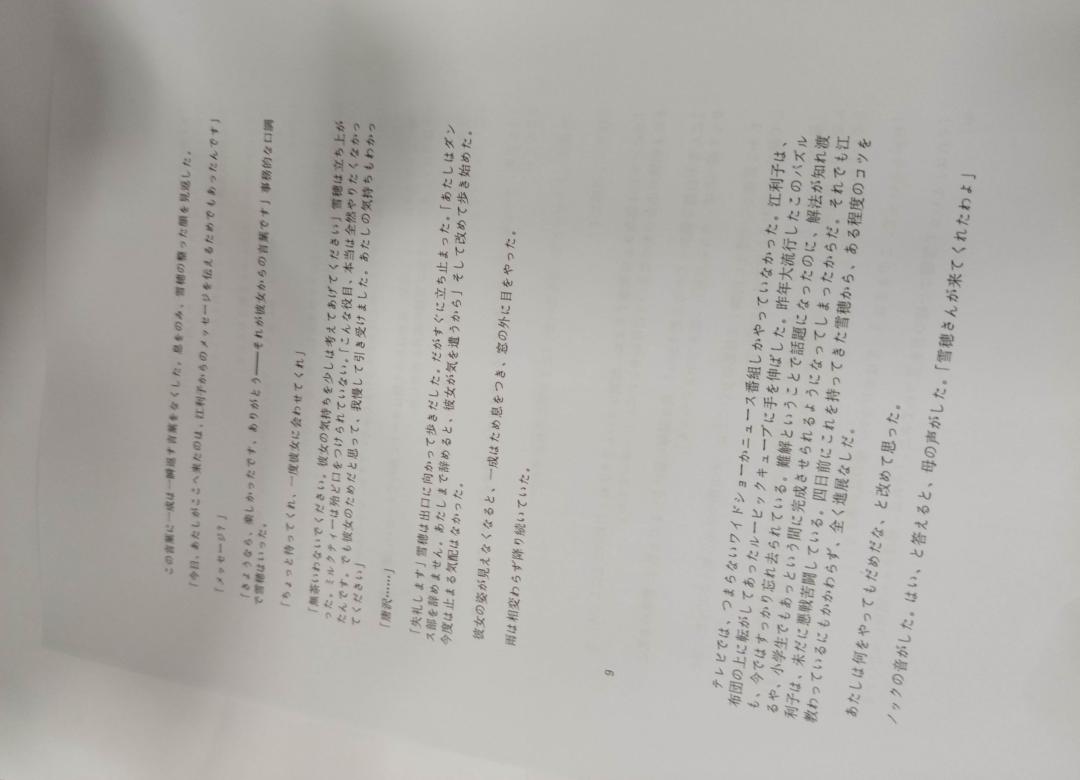 この言葉に一成は一瞬返す言葉をなくした。息をのみ、雪穂の整った顔を見返した。
「今日、あたしがここへ来たのは、江利子からのメッセージを伝えるためでもあったんです」
「メッセージ？」
「さようなら、楽しかったです、ありがとう――それが彼女からの言葉です」事務的な口調
で雪穂はいった。
「ちょっと待ってくれ、一度彼女に会わせてくれ」
「無茶いわないでください。彼女の気持ちを少しは考えてあげてください」雪穂は立ち上が
った。ミルクティーは殆ど口をつけられていない。「こんな役目、本当は全然やりたくなかっ
たんです。でも彼女のためだと思って、我慢して引き受けました。あたしの気持ちもわかっ
てください」
「唐沢……」
「失礼します」雪穂は出口に向かって歩きだした。だがすぐに立ち止まった。「あたしはダン
ス部を辞めません。あたしまで辞めると、彼女が気を遣うから」そして改めて歩き始めた。
今度は止まる気配はなかった。
彼女の姿が見えなくなると、一成はため息をつき、窓の外に目をやった。
雨は相変わらず降り続いていた。
9
テレビでは、つまらないワイドショーかニュース番組しかやっていなかった。江利子は、
布団の上に転がしてあったルービックキューブに手を伸ばした。昨年大流行したこのパズル
も、今ではすっかり忘れ去られている。難解ということで話題になったのに、解法が知れ渡
るや、小学生でもあっという間に完成させられるようになってしまったからだ。それでも江
利子は、未だに悪戦苦闘している。四日前にこれを持ってきた雪穂から、ある程度のコツを
教わっているにもかかわらず、全く進展なしだ。
あたしは何をやってもだめだな、と改めて思った。
ノックの音がした。はい、と答えると、母の声がした。「雪穂さんが来てくれたわよ」